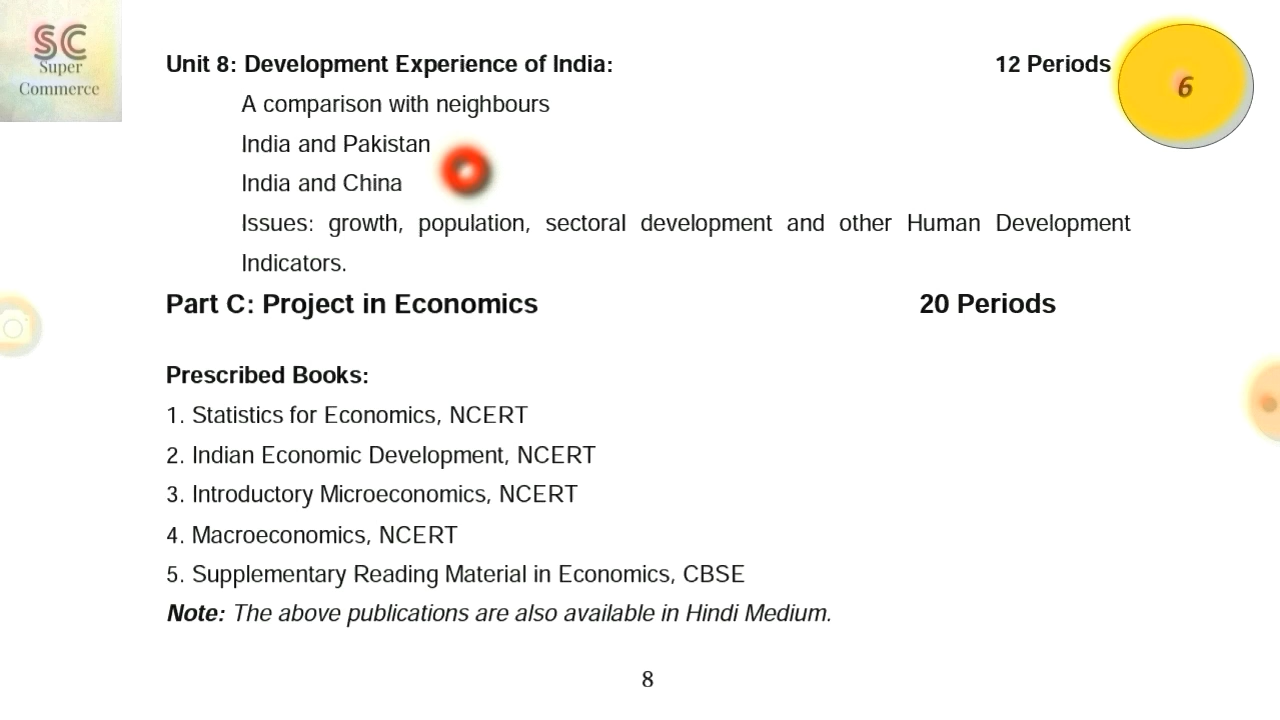 SC
Super
Commerce
Unit 8: Development Experience of India: 12 Periods
6
A comparison with neighbours
India and Pakistan
India and China
Issues: growth, population, sectoral development and other Human Development
Indicators.
Part C: Project in Economics 20 Periods
Prescribed Books:
1. Statistics for Economics, NCERT
2. Indian Economic Development, NCERT
3. Introductory Microeconomics, NCERT
4. Macroeconomics, NCERT
5. Supplementary Reading Material in Economics, CBSE
Note: The above publications are also available in Hindi Medium.
8